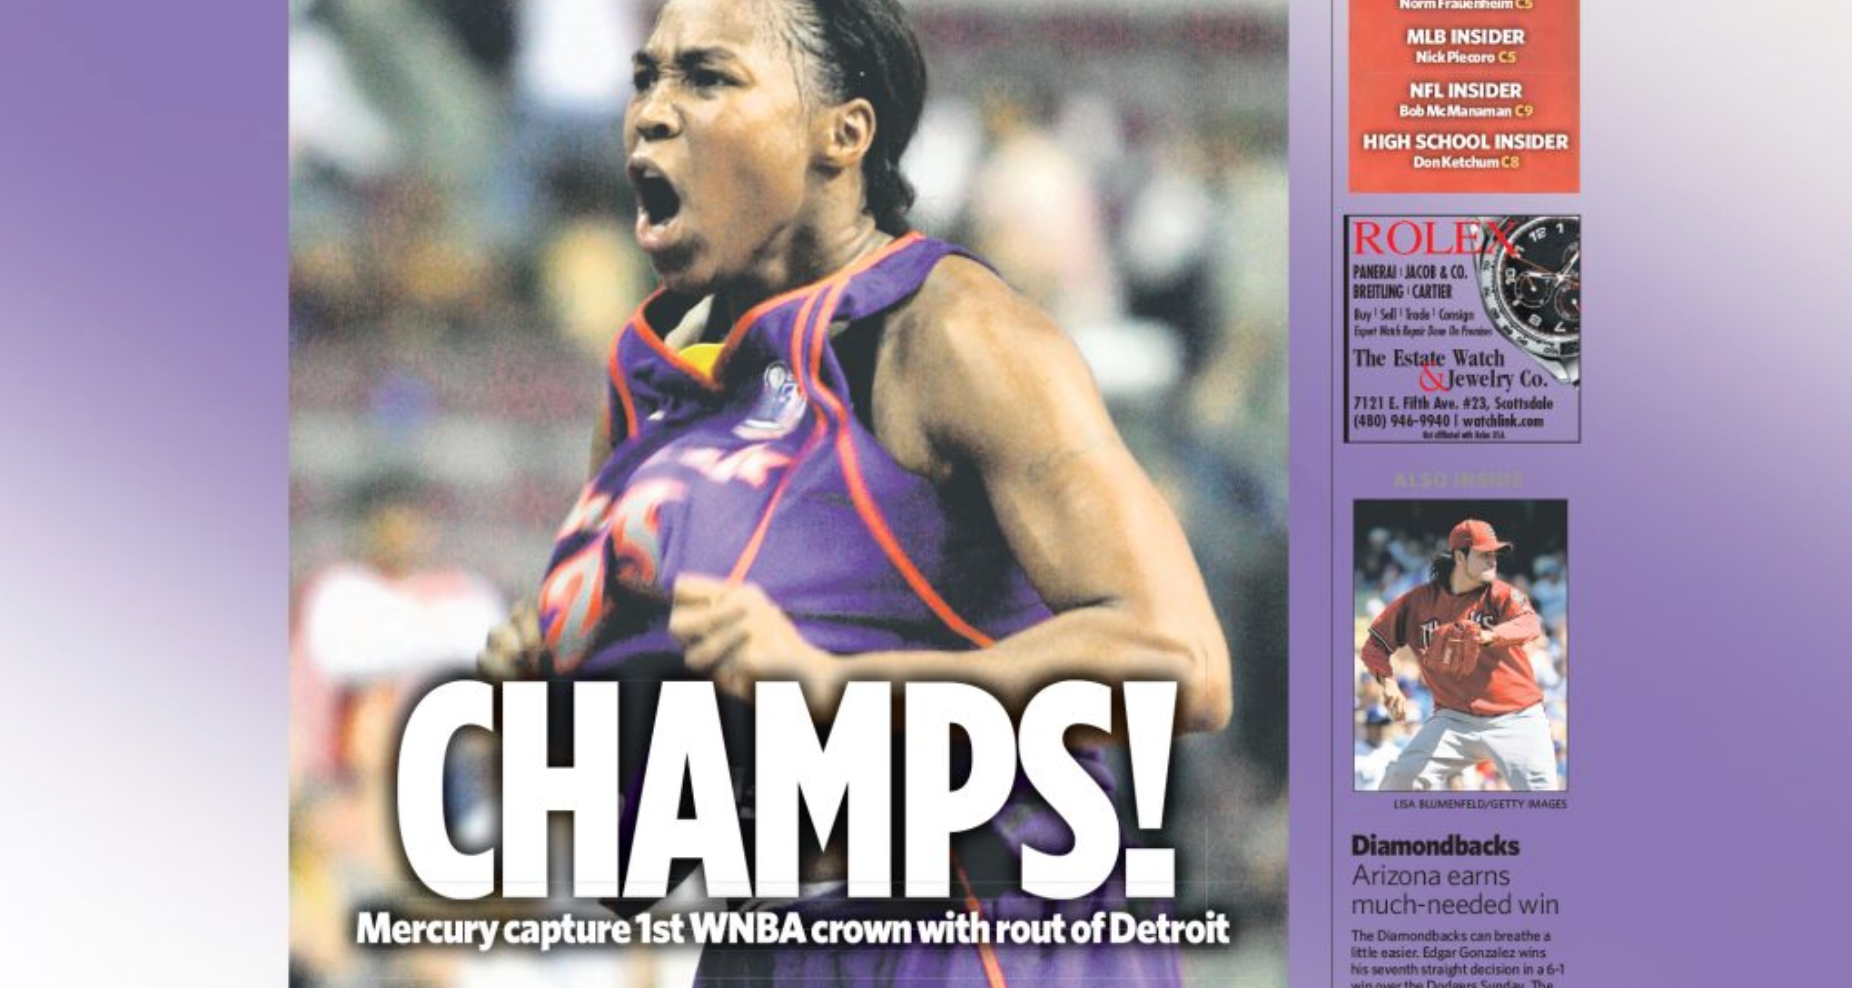 CHAMPS!
Mercury capture 1st WNBA crown with rout of Detroit
Norm Frauenheim C5
MLB INSIDER
Nick Piecoro C5
NFL INSIDER
Bob McManaman C9
HIGH SCHOOL INSIDER
Don Ketchum C8
ROLEX
PANERAI | JACOB & CO.
BREITLING | CARTIER
Buy | Sell | Trade | Consign
Expert Watch Repair Done On Premises
The Estate Watch
& Jewelry Co.
7121 E. Fifth Ave. #23, Scottsdale
(480) 946-9940 | watchlink.com
Not affiliated with Rolex USA
ALSO INSIDE
LISA BLUMENFELD/GETTY IMAGES
Diamondbacks
Arizona earns
much-needed win
The Diamondbacks can breathe a
little easier. Edgar Gonzalez wins
his seventh straight decision in a 6-1
win over the Dodgers Sunday. The